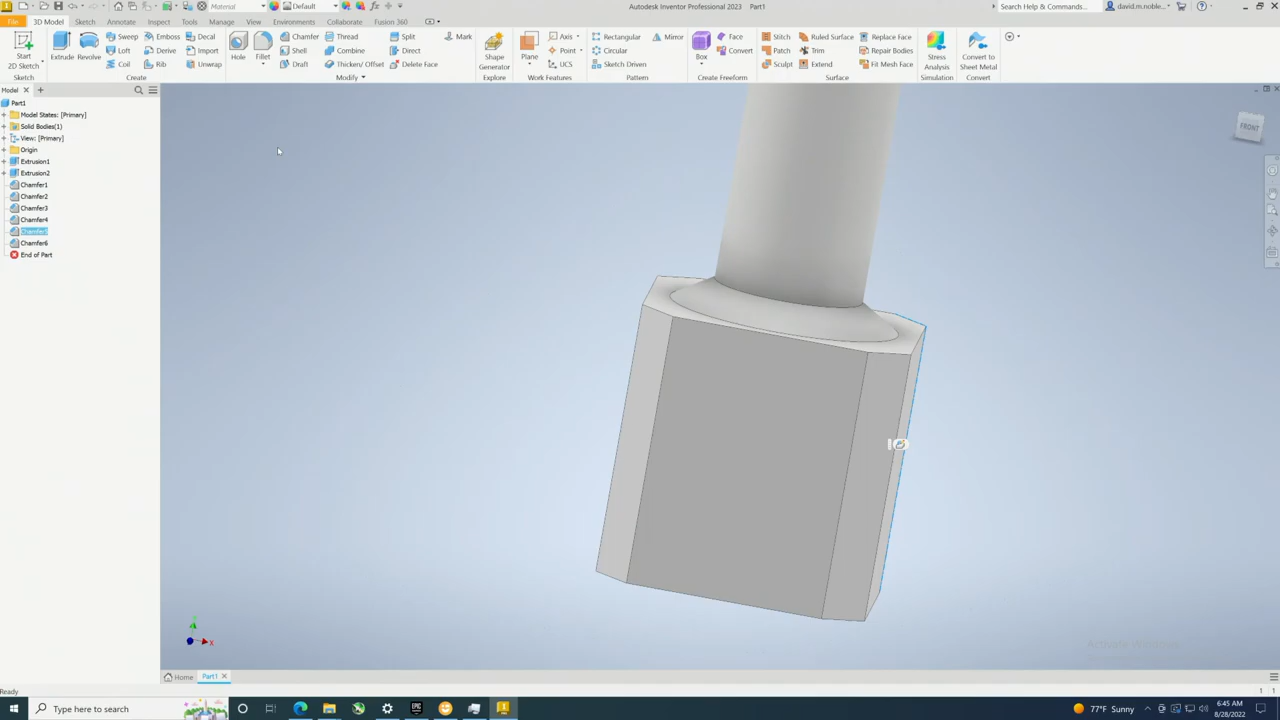 Material
Default
Autodesk Inventor Professional 2023 Part1
Search Help & Commands...
david.m.noble...
File
3D Model
Sketch
Annotate
Inspect
Tools
Manage
View
Environments
Collaborate
Fusion 360
Start
2D Sketch
Extrude
Revolve
Sweep
Emboss
Decal
Loft
Derive
Import
Coil
Rib
Unwrap
Hole
Fillet
Chamfer
Thread
Split
Mark
Shell
Combine
Direct
Draft
Thicken/ Offset
Delete Face
Shape
Generator
Plane
Axis
Point
UCS
Rectangular
Mirror
Circular
Sketch Driven
Box
Face
Convert
Stitch
Ruled Surface
Replace Face
Patch
Trim
Repair Bodies
Sculpt
Extend
Fit Mesh Face
Stress
Analysis
Convert to
Sheet Metal
Sketch
Create
Modify
Explore
Work Features
Pattern
Create Freeform
Surface
Simulation
Convert
Model
Part1
Model States: [Primary]
Solid Bodies(1)
View: [Primary]
Origin
Extrusion1
Extrusion2
Chamfer1
Chamfer2
Chamfer3
Chamfer4
Chamfer5
Chamfer6
End of Part
FRONT
X
Activate Windows
Home
Part1
Ready
1 1
Type here to search
77°F Sunny
6:45 AM
8/28/2022